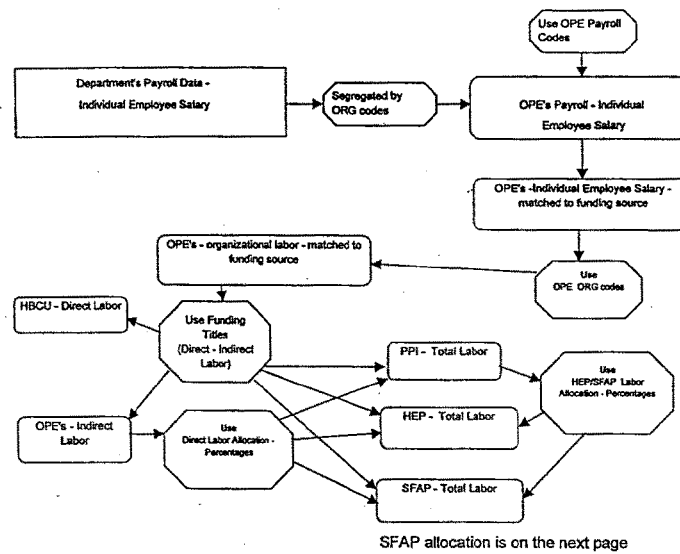 Use OPE Payroll
Codes
Department's Payroll Data -
Individual Employee Salary
Segregated by
ORG codes
OPE's Payroll - Individual
Employee Salary
OPE's -Individual Employee Salary -
matched to funding source
OPE's - organizational labor - matched to
funding source
Use
OPE ORG codes
HBCU - Direct Labor
Use Funding
Titles
(Direct - Indirect
Labor)
PPI - Total Labor
Use
HEP/SFAP Labor
Allocation - Percentages
OPE's - Indirect
Labor
Use
Direct Labor Allocation -
Percentages
HEP - Total Labor
SFAP - Total Labor
SFAP allocation is on the next page